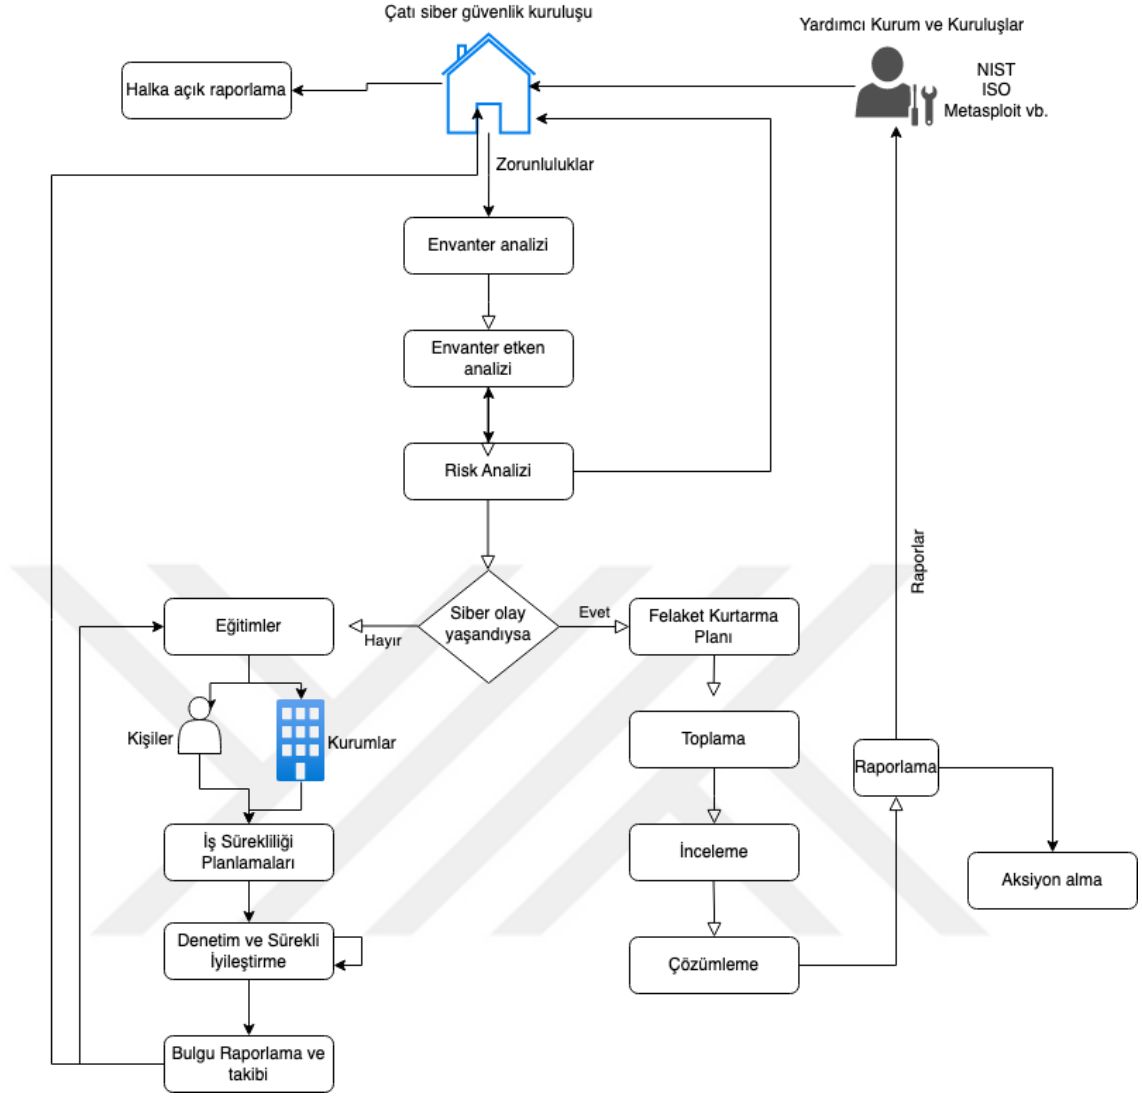 Çatı siber güvenlik kuruluşu
Yardımcı Kurum ve Kuruluşlar
NIST
ISO
Metasploit vb.
Halka açık raporlama
Zorunluluklar
Envanter analizi
Envanter etken
analizi
Risk Analizi
Siber olay
yaşandıysa
Hayır
Evet
Eğitimler
Kişiler
Kurumlar
İş Sürekliliği
Planlamaları
Denetim ve Sürekli
İyileştirme
Bulgu Raporlama ve
takibi
Felaket Kurtarma
Planı
Toplama
İnceleme
Çözümleme
Raporlama
Raporlar
Aksiyon alma